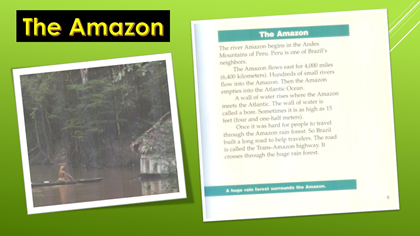 The Amazon
The Amazon
The river Amazon begins in the Andes
Mountains of Peru. Peru is one of Brazil's
neighbors.
The Amazon flows east for 4,000 miles
(6,400 kilometers). Hundreds of small rivers
flow into the Amazon. Then the Amazon
empties into the Atlantic Ocean.
A wall of water rises where the Amazon
meets the Atlantic. The wall of water is
called a bore. Sometimes it is as high as 15
feet (four and one-half meters).
Once it was hard for people to travel
through the Amazon rain forest. So Brazil
built a long road to help travelers. The road
is called the Trans-Amazon highway. It
crosses through the huge rain forest.
A huge rain forest surrounds the Amazon.